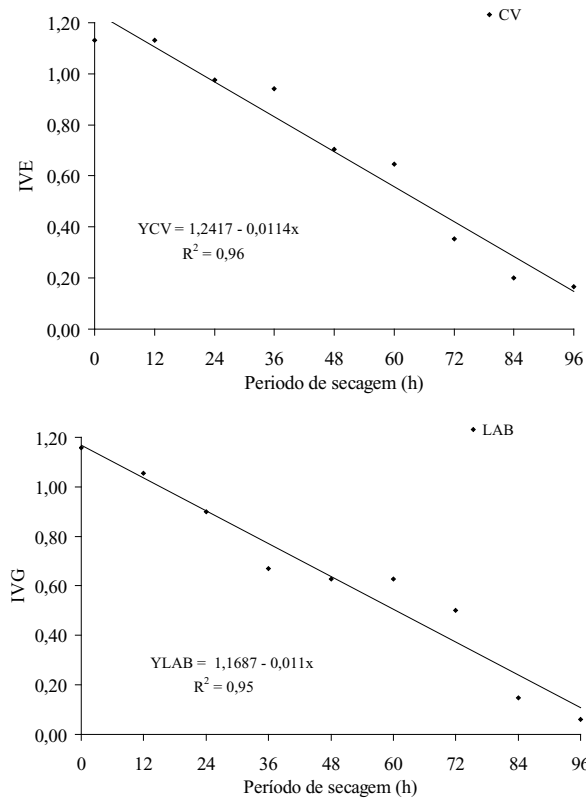 CV
1,20
1,00
0,80
0,60
0,40
0,20
0,00
IVE
YCV = 1,2417 - 0,0114x
R² = 0,96
0 12 24 36 48 60 72 84 96
Periodo de secagem (h)
LAB
1,20
1,00
0,80
0,60
0,40
0,20
0,00
IVG
YLAB = 1,1687 - 0,011x
R² = 0,95
0 12 24 36 48 60 72 84 96
Período de secagem (h)